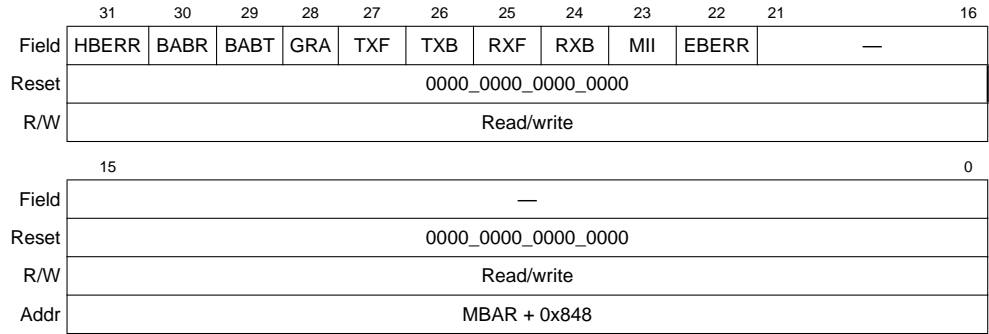 31 30 29 28 27 26 25 24 23 22 21 16
Field HBERR BABR BABT GRA TXF TXB RXF RXB MII EBERR —
Reset 0000_0000_0000_0000
R/W Read/write
15 0
Field —
Reset 0000_0000_0000_0000
R/W Read/write
Addr MBAR + 0x848